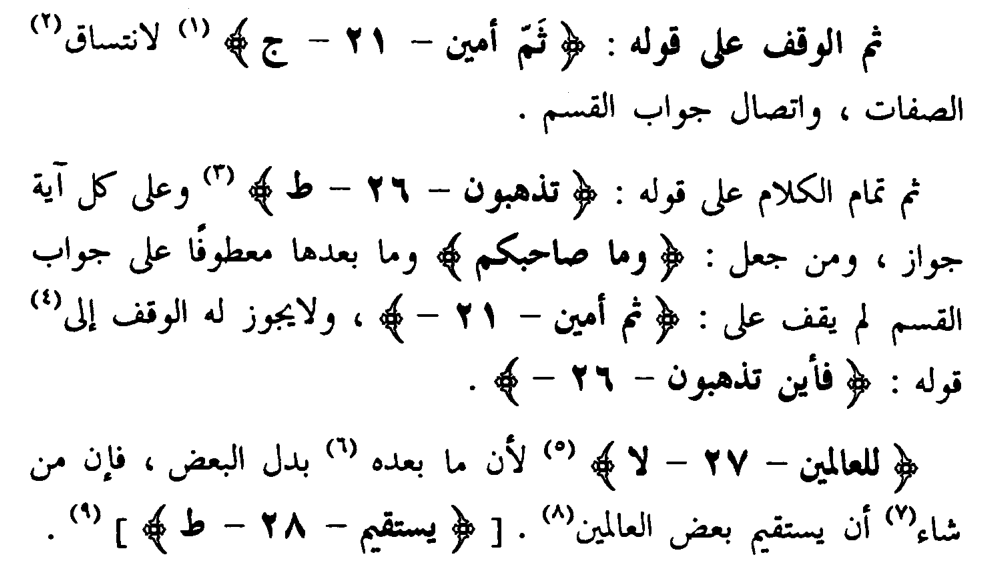 ثم الوقف على قوله : ﴿ ثَمّ أمين – ٢١ – ج ﴾ (١) لانتساق(٢)
الصفات ، واتصال جواب القسم .
ثم تمام الكلام على قوله : ﴿ تذهبون – ٢٦ – ط ﴾ (٣) وعلى كل آية
جواز ، ومن جعل : ﴿ وما صاحبكم ﴾ وما بعدها معطوفًا على جواب
القسم لم يقف على : ﴿ ثم أمين – ٢١ – ﴾ ، ولايجوز له الوقف إلى(٤)
قوله : ﴿ فأين تذهبون – ٢٦ – ﴾ .
﴿ للعالمين – ٢٧ – لا ﴾ (٥) لأن ما بعده (٦) بدل البعض ، فإن من
شاء(٧) أن يستقيم بعض العالمين(٨) . [ ﴿ يستقيم – ٢٨ – ط ﴾ ] (٩) .